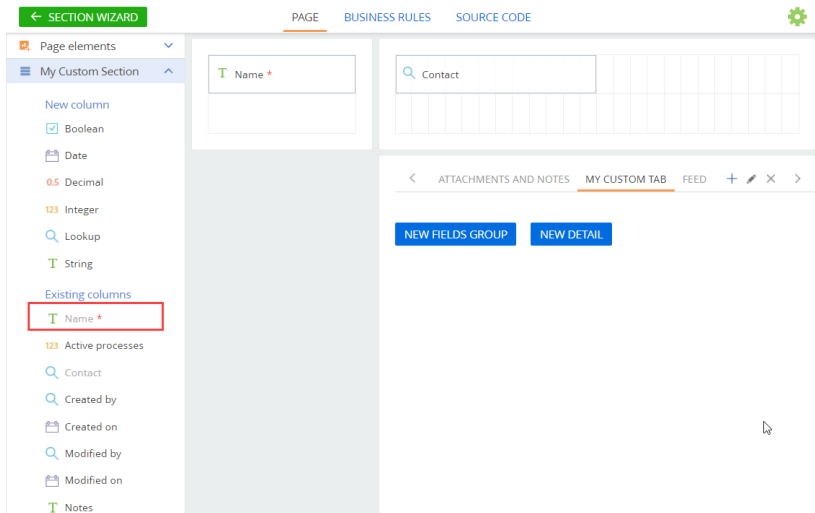 ← SECTION WIZARD
PAGE BUSINESS RULES SOURCE CODE
Page elements
My Custom Section
New column
Boolean
Date
0.5 Decimal
123 Integer
Lookup
T String
Existing columns
T Name *
123 Active processes
Contact
Created by
Created on
Modified by
Modified on
T Notes
T Name *
Contact
< ATTACHMENTS AND NOTES MY CUSTOM TAB FEED + × >
NEW FIELDS GROUP NEW DETAIL